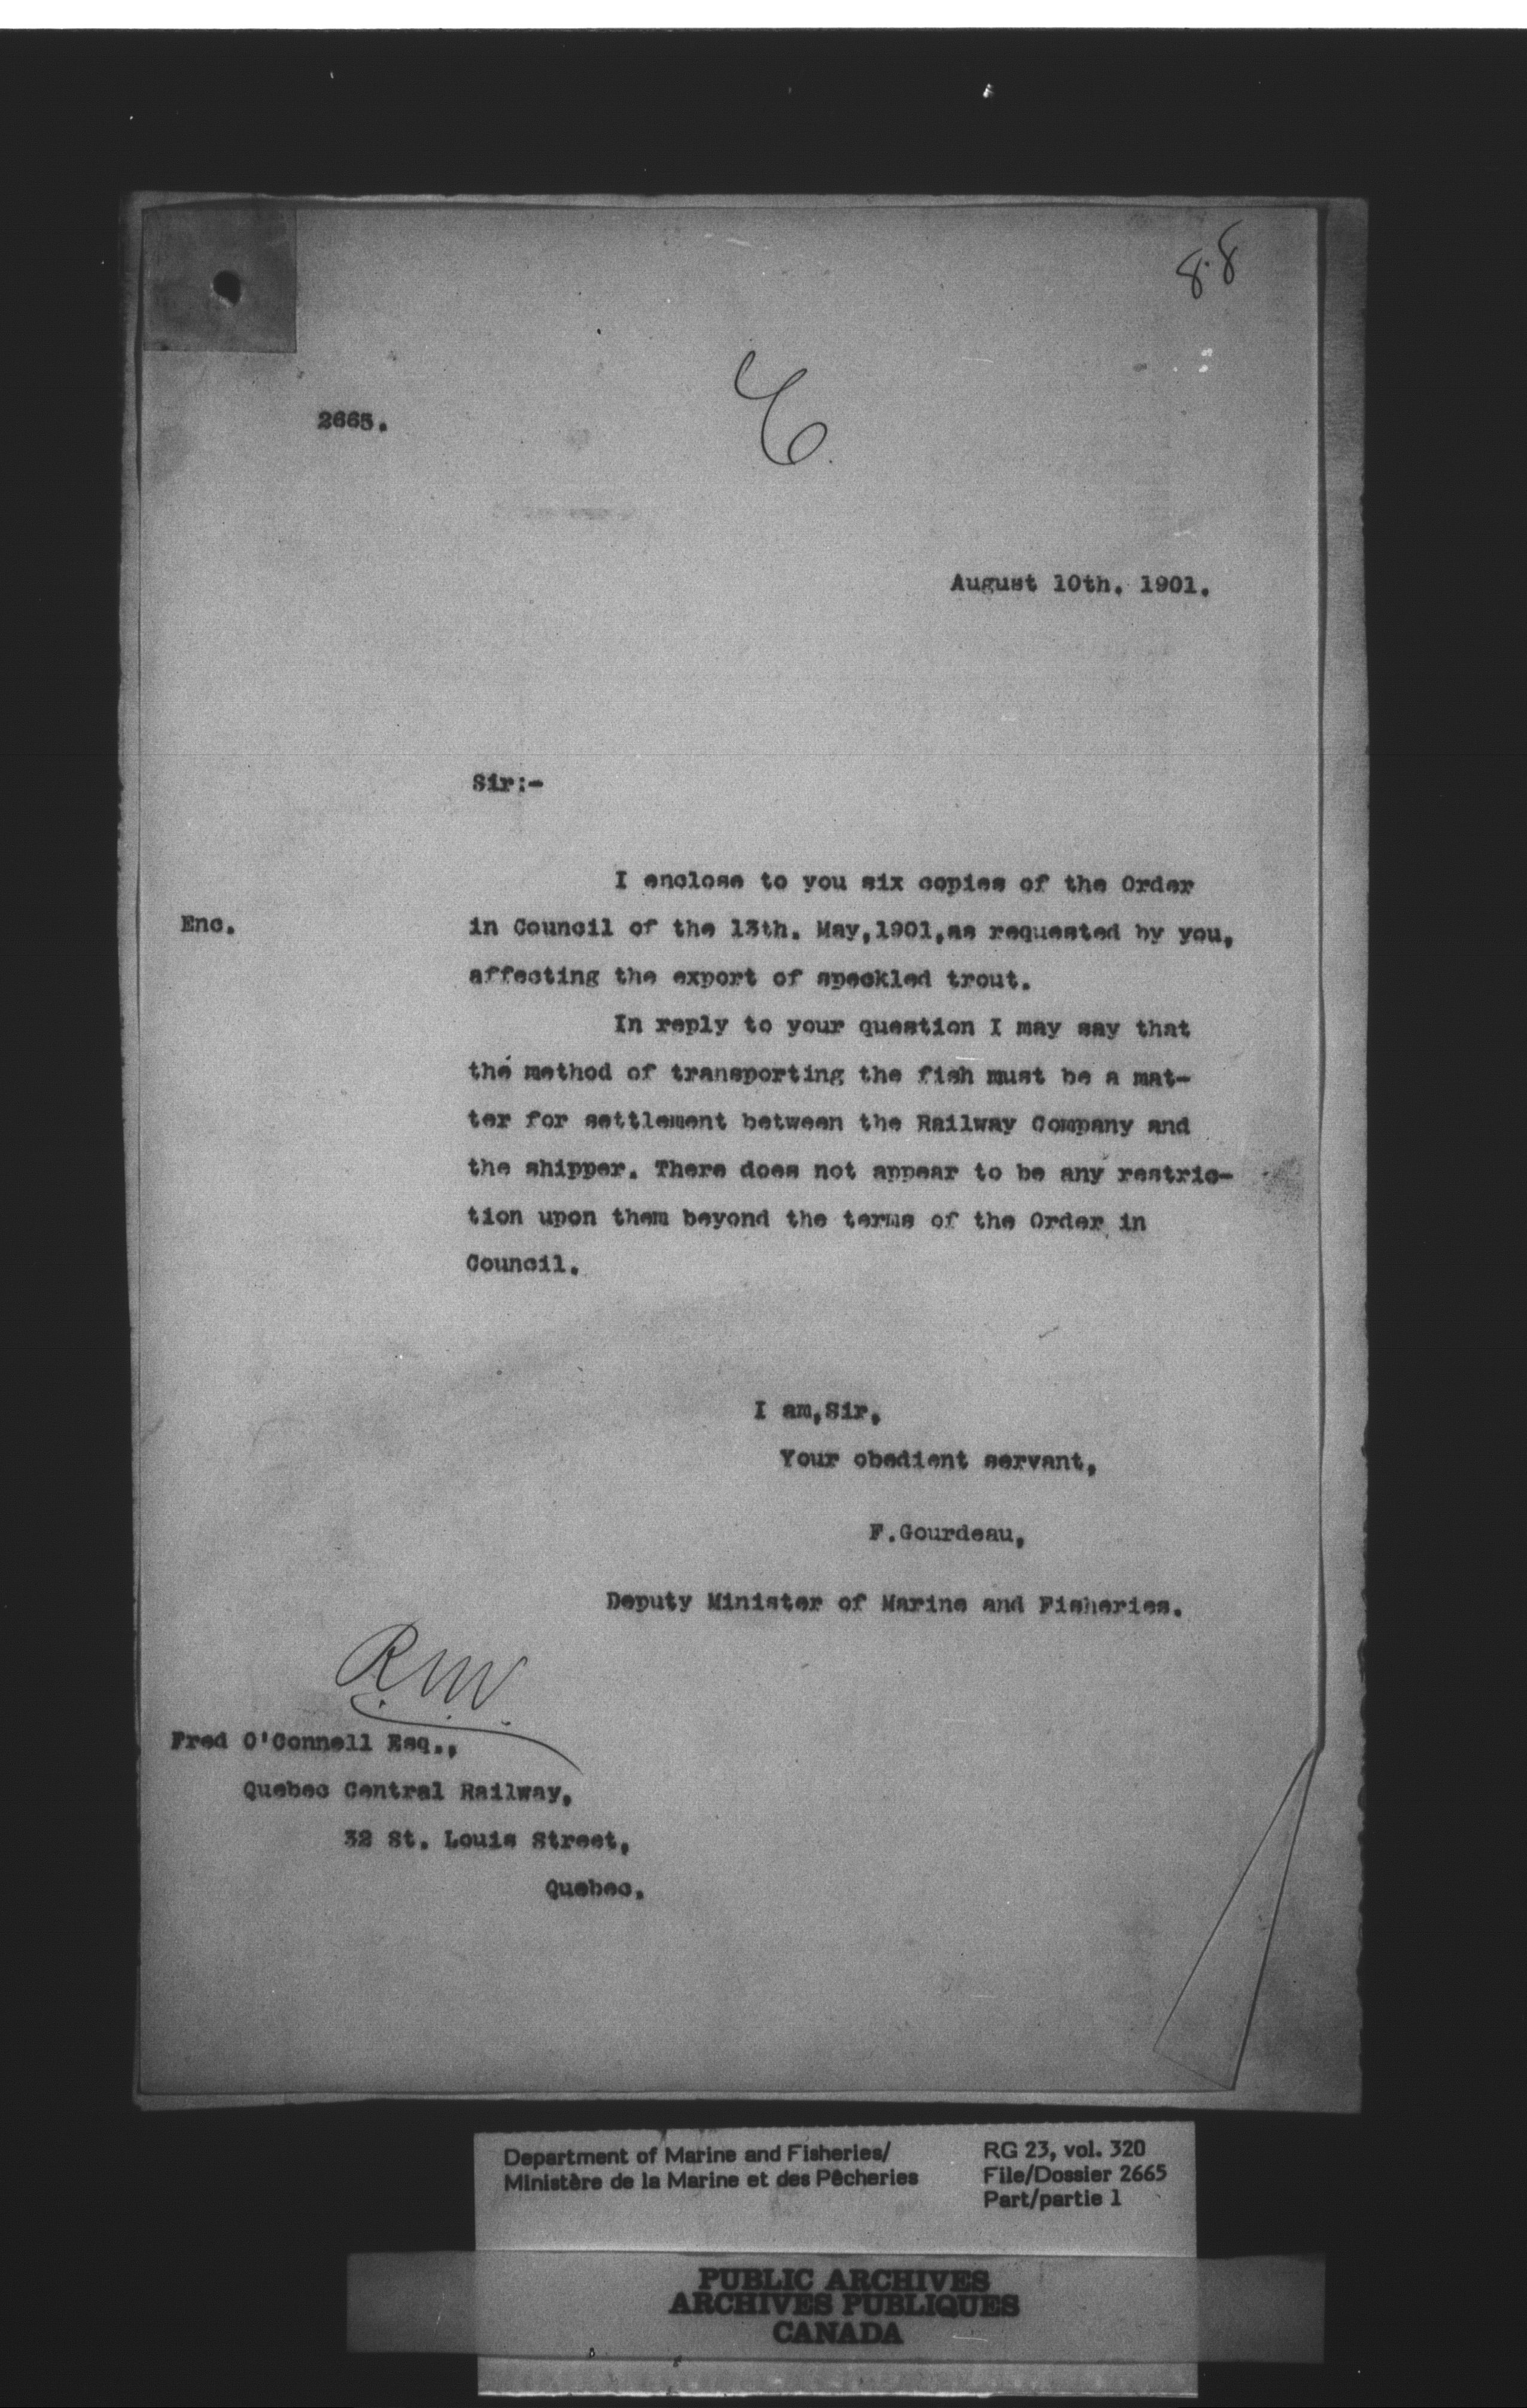 88
2665.
August 10th. 1901.
Sir:-
I enclose to you six copies of the Order
Enc.
in Council of the 13th. May,1901,as requested by you,
affecting the export of speckled trout.
In reply to your question I may say that
the method of transporting the fish must be a mat-
ter for settlement between the Railway Company and
the shipper. There does not appear to be any restric-
tion upon them beyond the terms of the Order in
Council.
I am,Sir,
Your obedient servant,
F.Gourdeau,
Deputy Minister of Marine and Fisheries.
Fred O'Connell Esq.,
Quebec Central Railway,
32 St. Louis Street,
Quebec.
Department of Marine and Fisheries/
Ministère de la Marine et des Pêcheries
RG 23, vol. 320
File/Dossier 2665
Part/partie 1
PUBLIC ARCHIVES
ARCHIVES PUBLIQUES
CANADA